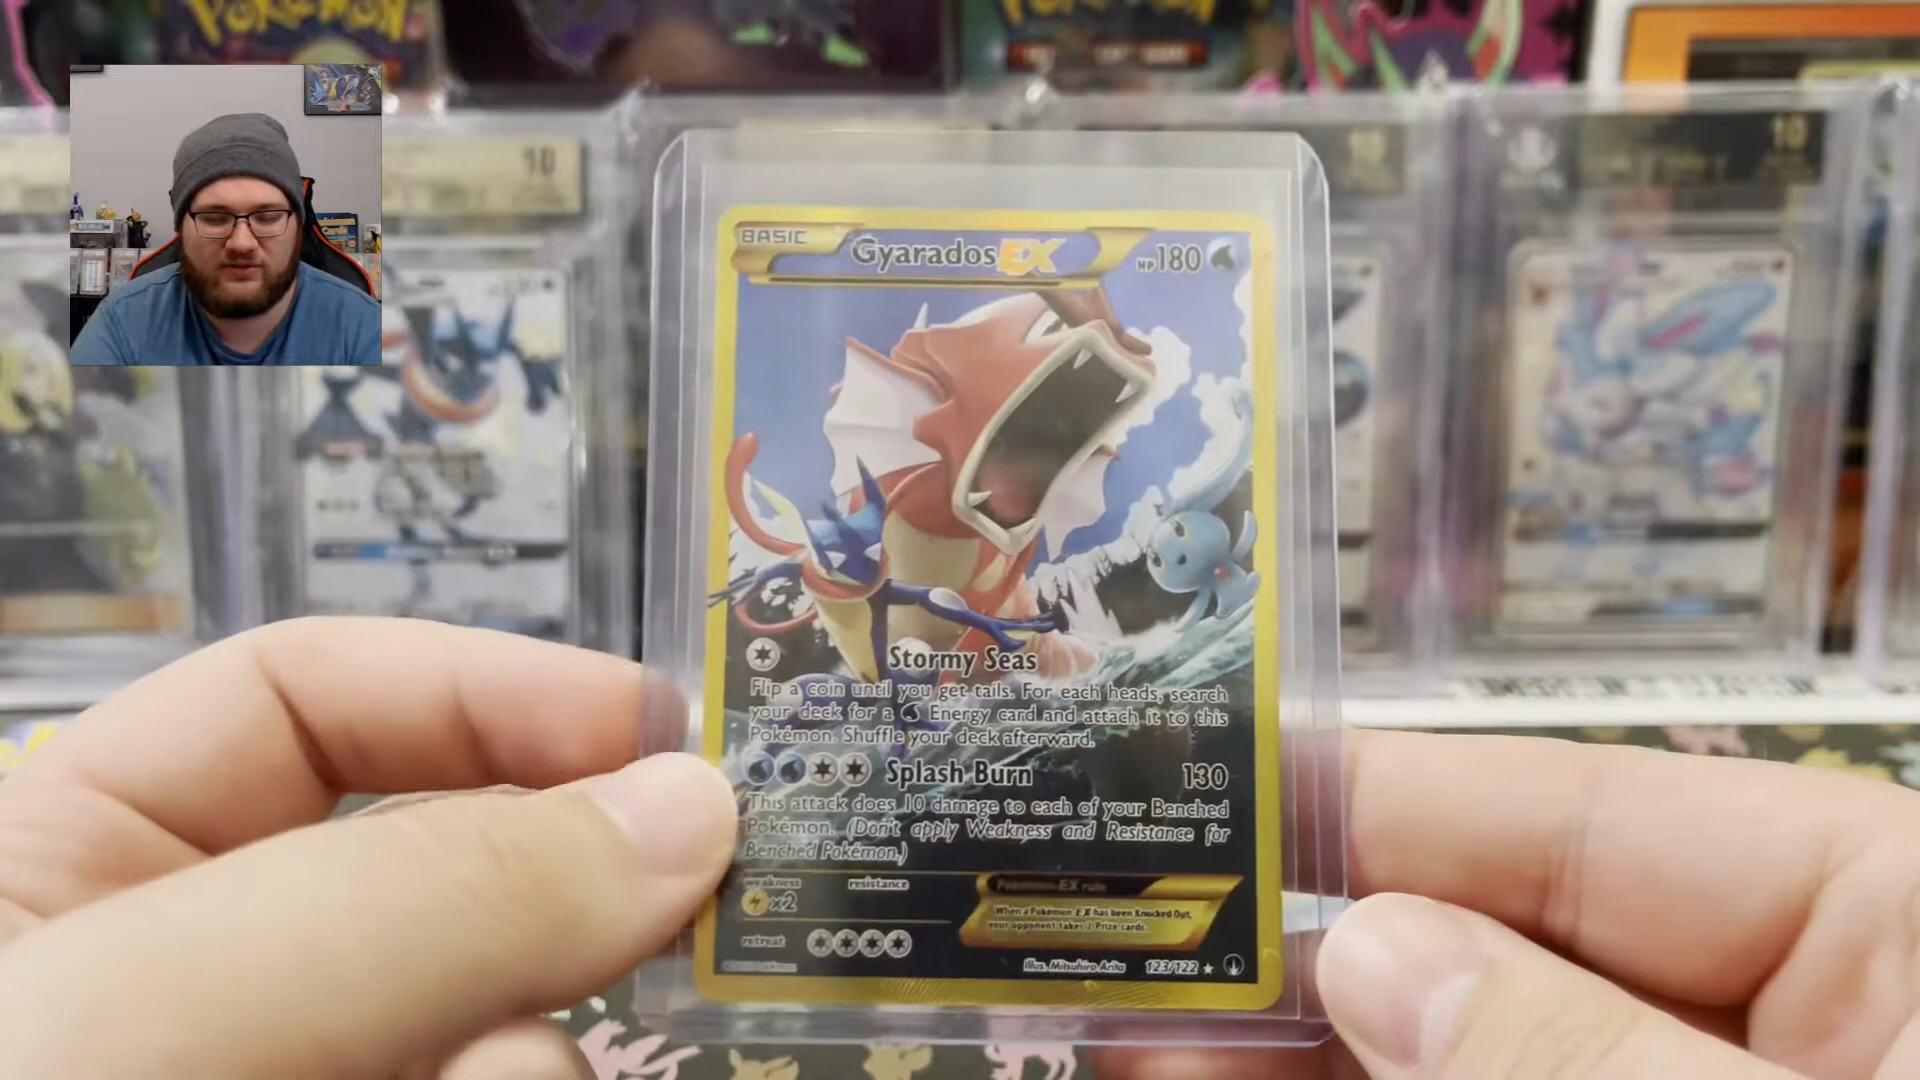 POKÉMON
10
10
10
BASIC
Gyarados EX
HP180
Stormy Seas
Flip a coin until you get tails. For each heads, search
your deck for a Energy card and attach it to this
Pokémon. Shuffle your deck afterward.
Splash Burn 130
This attack does 10 damage to each of your Benched
Pokémon. (Don't apply Weakness and Resistance for
Benched Pokémon.)
weakness resistance
x2
retreat
Pokémon-EX rule
When a Pokémon-EX has been Knocked Out,
your opponent takes 2 Prize cards.
Illus. Mitsuhiro Arita 123/122